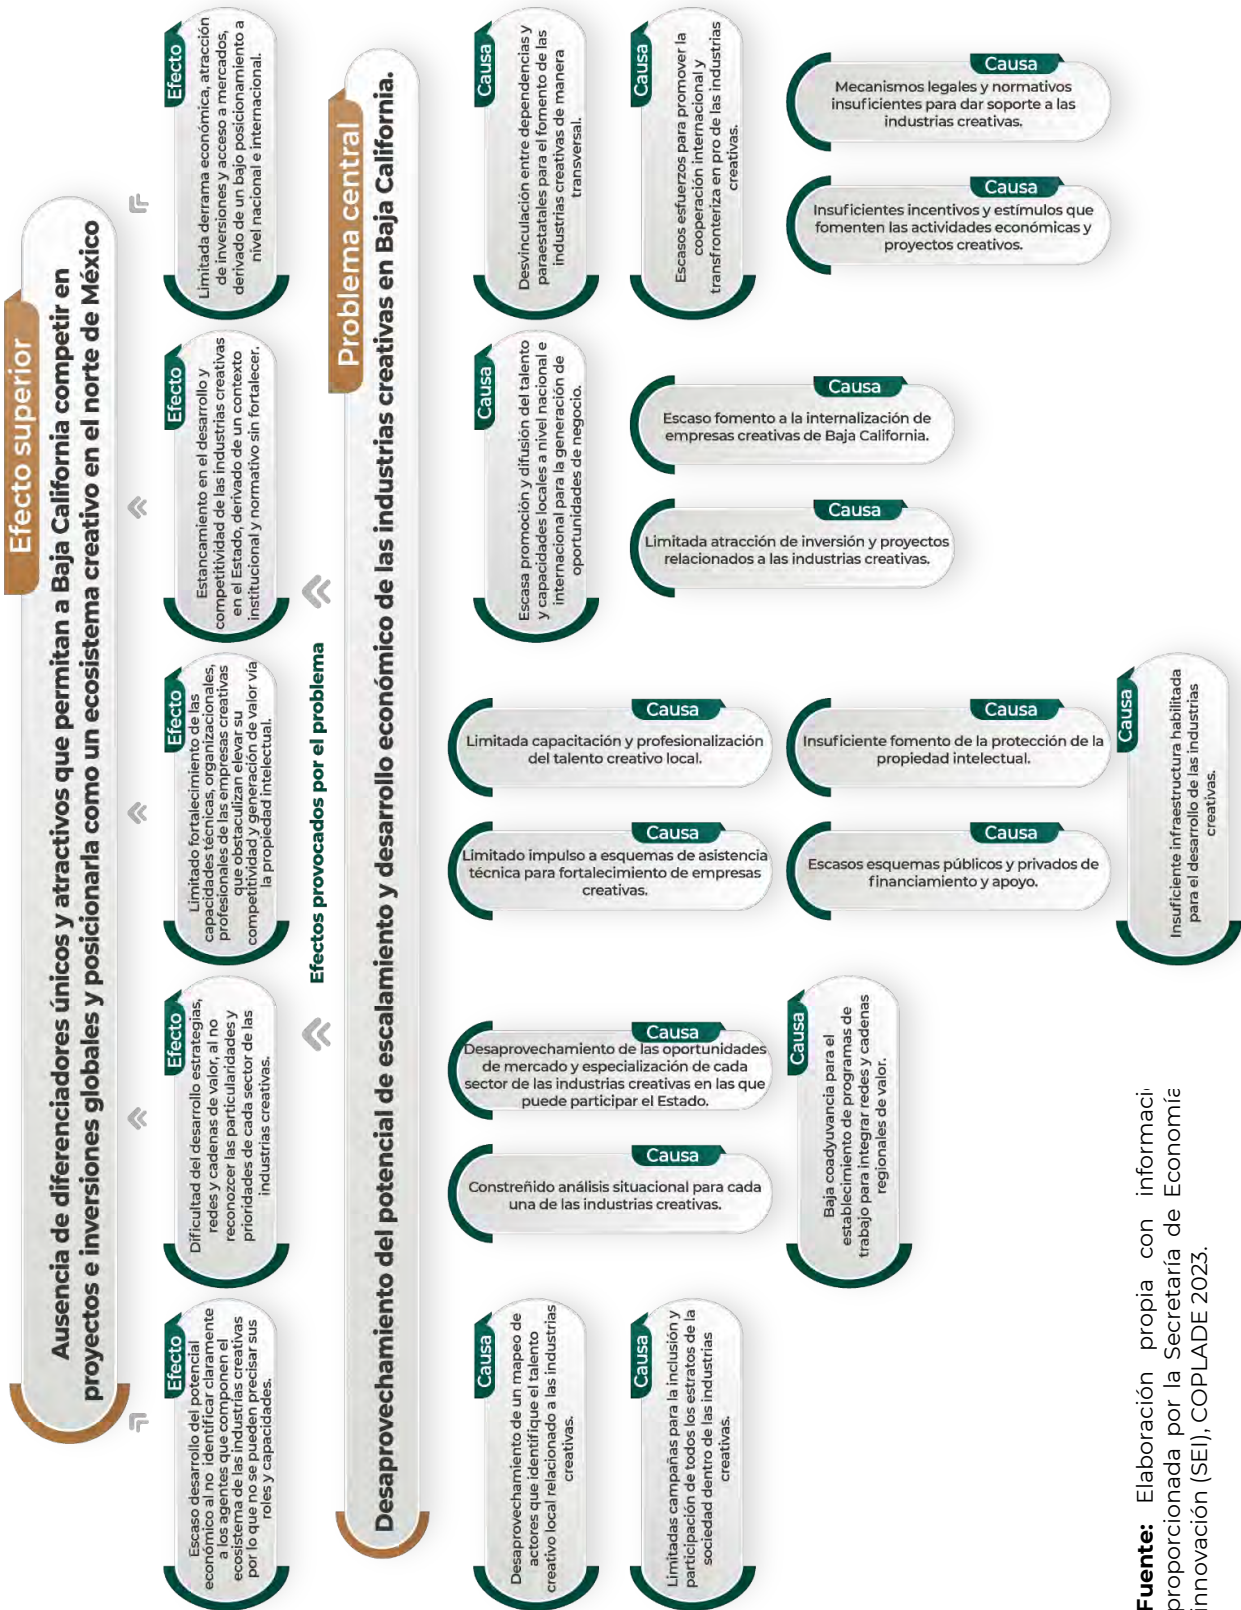 Efecto superior
Ausencia de diferenciadores únicos y atractivos que permitan a Baja California competir en
proyectos e inversiones globales y posicionarla como un ecosistema creativo en el norte de México
Efecto
Escaso desarrollo del potencial
económico al no identificar claramente
a los agentes que componen el
ecosistema de las industrias creativas
por lo que no se pueden precisar sus
roles y capacidades.
Efecto
Dificultad del desarrollo estrategias,
redes y cadenas de valor, al no
reconozcer las particularidades y
prioridades de cada sector de las
industrias creativas.
Efecto
Limitado fortalecimiento de las
capacidades técnicas, organizacionales,
profesionales de las empresas creativas
que obstaculizan elevar su
competitividad y generación de valor vía
la propiedad intelectual.
Efecto
Estancamiento en el desarrollo y
competitividad de las industrias creativas
en el Estado, derivado de un contexto
institucional y normativo sin fortalecer.
Efecto
Limitada derrama económica, atracción
de inversiones y acceso a mercados,
derivado de un bajo posicionamiento a
nivel nacional e internacional.
Efectos provocados por el problema
Problema central
Desaprovechamiento del potencial de escalamiento y desarrollo económico de las industrias creativas en Baja California.
Causa
Desaprovechamiento de un mapeo de
actores que identifique el talento
creativo local relacionado a las industrias
creativas.
Causa
Limitadas campañas para la inclusión y
participación de todos los estratos de la
sociedad dentro de las industrias
creativas.
Causa
Constreñido análisis situacional para cada
una de las industrias creativas.
Causa
Desaprovechamiento de las oportunidades
de mercado y especialización de cada
sector de las industrias creativas en las que
puede participar el Estado.
Causa
Baja coadyuvancia para el
establecimiento de programas de
trabajo para integrar redes y cadenas
regionales de valor.
Causa
Limitado impulso a esquemas de asistencia
técnica para fortalecimiento de empresas
creativas.
Causa
Limitada capacitación y profesionalización
del talento creativo local.
Causa
Escasos esquemas públicos y privados de
financiamiento y apoyo.
Causa
Insuficiente fomento de la protección de la
propiedad intelectual.
Causa
Insuficiente infraestructura habilitada
para el desarrollo de las industrias
creativas.
Causa
Escasa promoción y difusión del talento
y capacidades locales a nivel nacional e
internacional para la generación de
oportunidades de negocio.
Causa
Limitada atracción de inversión y proyectos
relacionados a las industrias creativas.
Causa
Escaso fomento a la internalización de
empresas creativas de Baja California.
Causa
Desvinculación entre dependencias y
paraestatales para el fomento de las
industrias creativas de manera
transversal.
Causa
Escasos esfuerzos para promover la
cooperación internacional y
transfronteriza en pro de las industrias
creativas.
Causa
Insuficientes incentivos y estímulos que
fomenten las actividades económicas y
proyectos creativos.
Causa
Mecanismos legales y normativos
insuficientes para dar soporte a las
industrias creativas.
Fuente: Elaboración propia con informaci
proporcionada por la Secretaría de Economía
innovación (SEI), COPLADE 2023.